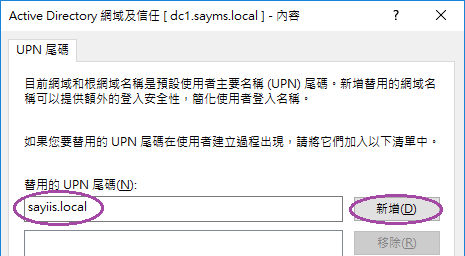 Active Directory 網域及信任 [ dc1.sayms.local ] - 內容
UPN 尾碼
目前網域和根網域名稱是預設使用者主要名稱 (UPN) 尾碼。新增替用的網域名
稱可以提供額外的登入安全性，簡化使用者登入名稱。
如果您要替用的 UPN 尾碼在使用者建立過程出現，請將它們加入以下清單中。
替用的 UPN 尾碼(N):
sayiis.local
新增(D)
移除(R)